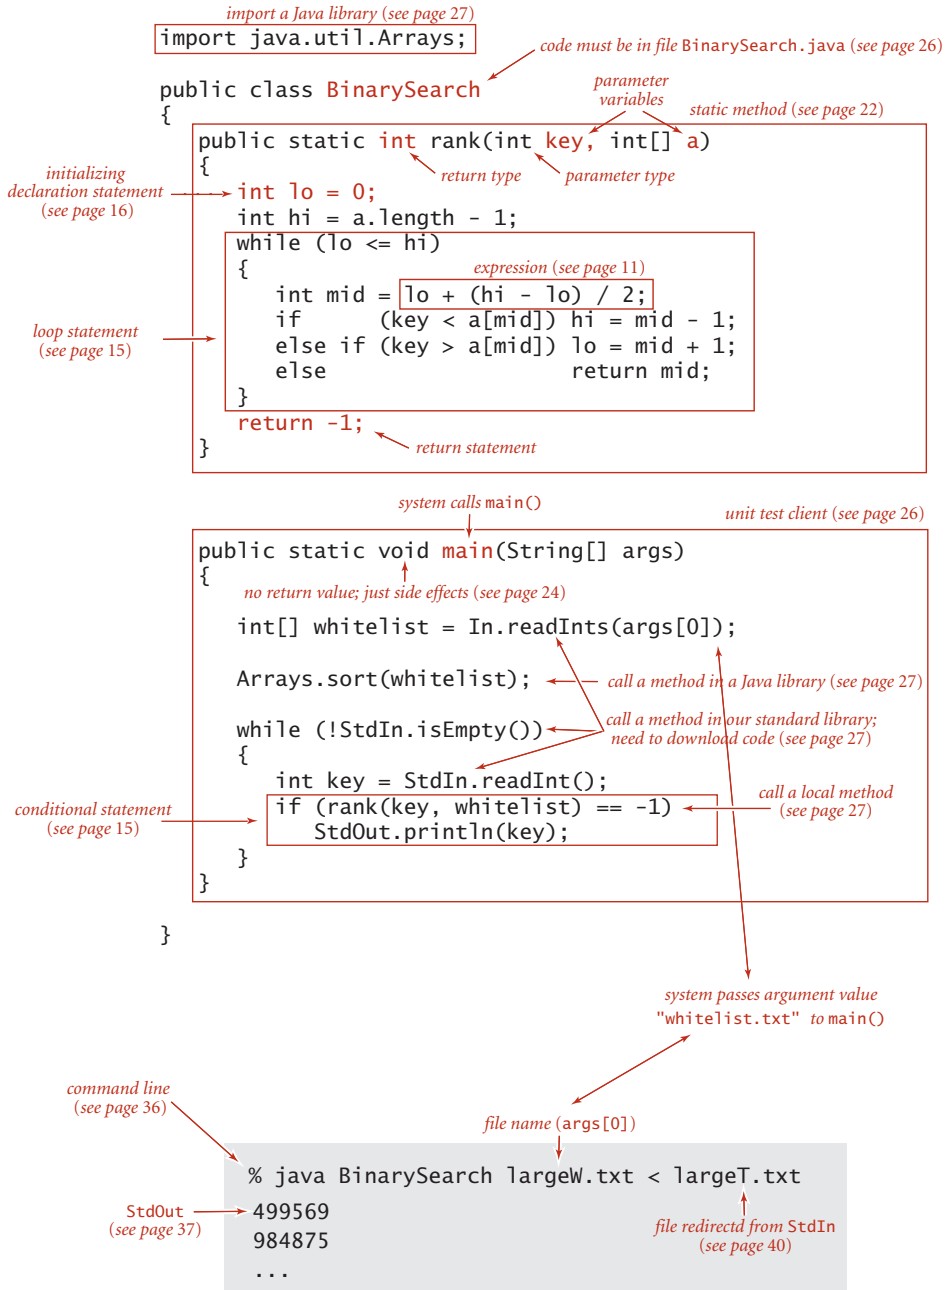 import a Java library (see page 27)
import java.util.Arrays;
code must be in file BinarySearch.java (see page 26)
public class BinarySearch
parameter
variables
{
static method (see page 22)
public static int rank(int key, int[] a)
{
return type
parameter type
initializing
declaration statement
(see page 16)
int lo = 0;
int hi = a.length - 1;
while (lo <= hi)
{
expression (see page 11)
int mid = lo + (hi - lo) / 2;
if (key < a[mid]) hi = mid - 1;
loop statement
(see page 15)
else if (key > a[mid]) lo = mid + 1;
else return mid;
}
return -1;
return statement
}
system calls main()
unit test client (see page 26)
public static void main(String[] args)
{
no return value; just side effects (see page 24)
int[] whitelist = In.readInts(args[0]);
Arrays.sort(whitelist);
call a method in a Java library (see page 27)
while (!StdIn.isEmpty())
call a method in our standard library;
need to download code (see page 27)
{
int key = StdIn.readInt();
conditional statement
(see page 15)
if (rank(key, whitelist) == -1)
call a local method
(see page 27)
StdOut.println(key);
}
}
}
system passes argument value
"whitelist.txt" to main()
command line
(see page 36)
file name (args[0])
% java BinarySearch largeW.txt < largeT.txt
StdOut
(see page 37)
499569
984875
...
file redirectd from StdIn
(see page 40)